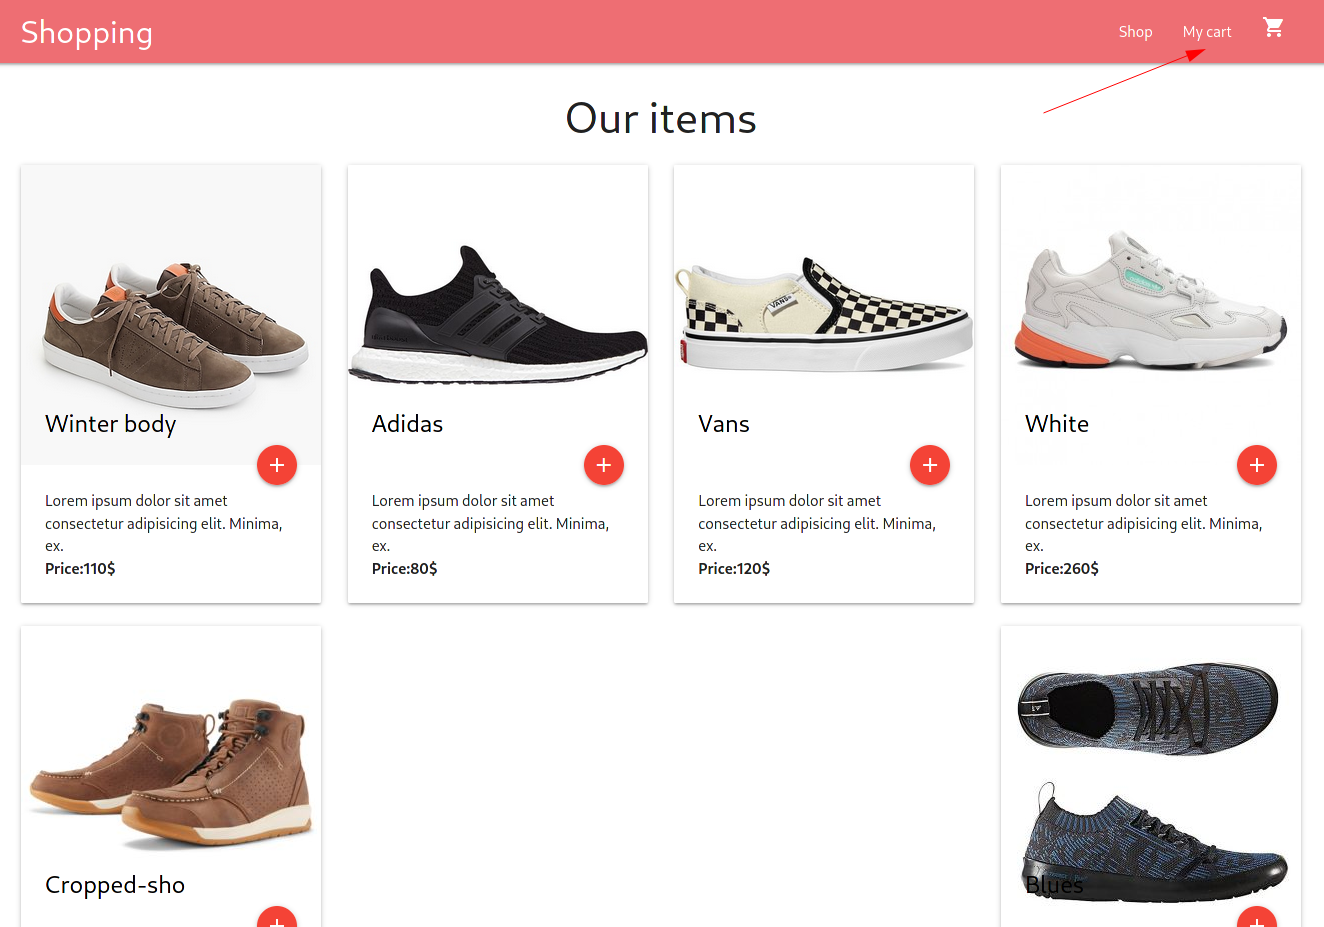 Shopping
Shop
My cart
Our items
VANS
Winter body
Adidas
Vans
White
Lorem ipsum dolor sit amet
consectetur adipisicing elit. Minima,
ex.
Price:110$
Lorem ipsum dolor sit amet
consectetur adipisicing elit. Minima,
ex.
Price:80$
Lorem ipsum dolor sit amet
consectetur adipisicing elit. Minima,
ex.
Price:120$
Lorem ipsum dolor sit amet
consectetur adipisicing elit. Minima,
ex.
Price:260$
Cropped-sho
Blues